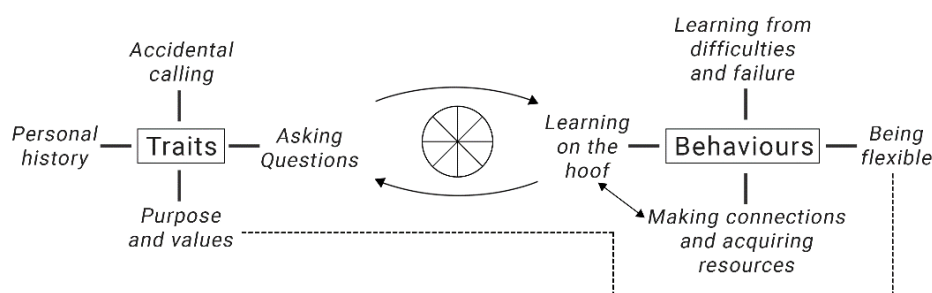 Accidental
calling
Personal
history
Traits
Asking
Questions
Purpose
and values
Learning from
difficulties
and failure
Learning
on the
hoof
Behaviours
Being
flexible
Making connections
and acquiring
resources